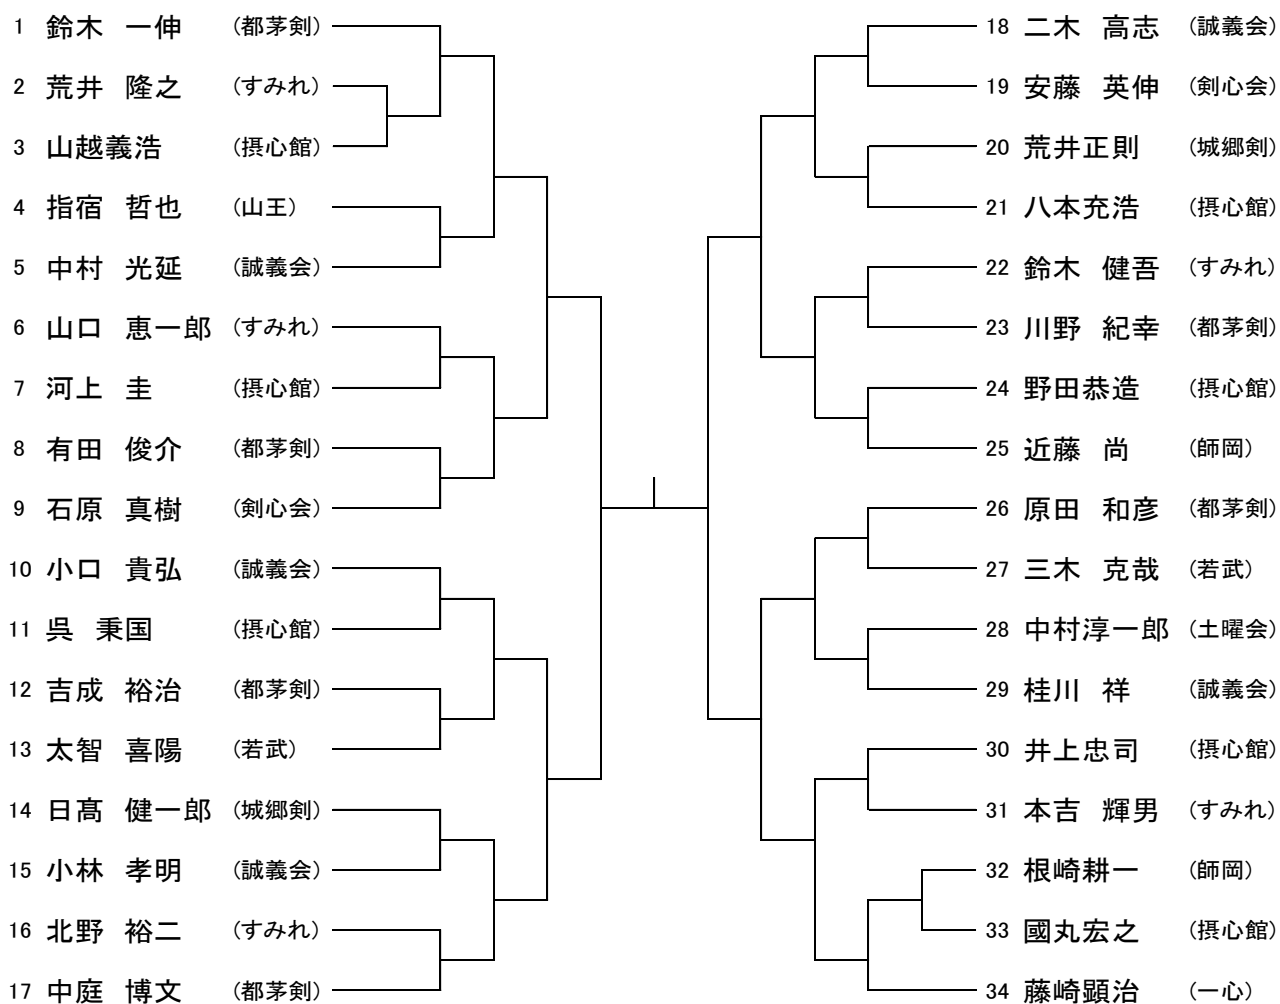 1 鈴木 一伸 (都茅剣)
2 荒井 隆之 (すみれ)
3 山越義浩 (摂心館)
4 指宿 哲也 (山王)
5 中村 光延 (誠義会)
6 山口 恵一郎 (すみれ)
7 河上 圭 (摂心館)
8 有田 俊介 (都茅剣)
9 石原 真樹 (剣心会)
10 小口 貴弘 (誠義会)
11 呉 秉国 (摂心館)
12 吉成 裕治 (都茅剣)
13 太智 喜陽 (若武)
14 日髙 健一郎 (城郷剣)
15 小林 孝明 (誠義会)
16 北野 裕二 (すみれ)
17 中庭 博文 (都茅剣)
18 二木 高志 (誠義会)
19 安藤 英伸 (剣心会)
20 荒井正則 (城郷剣)
21 八本充浩 (摂心館)
22 鈴木 健吾 (すみれ)
23 川野 紀幸 (都茅剣)
24 野田恭造 (摂心館)
25 近藤 尚 (師岡)
26 原田 和彦 (都茅剣)
27 三木 克哉 (若武)
28 中村淳一郎 (土曜会)
29 桂川 祥 (誠義会)
30 井上忠司 (摂心館)
31 本吉 輝男 (すみれ)
32 根崎耕一 (師岡)
33 國丸宏之 (摂心館)
34 藤崎顕治 (一心)